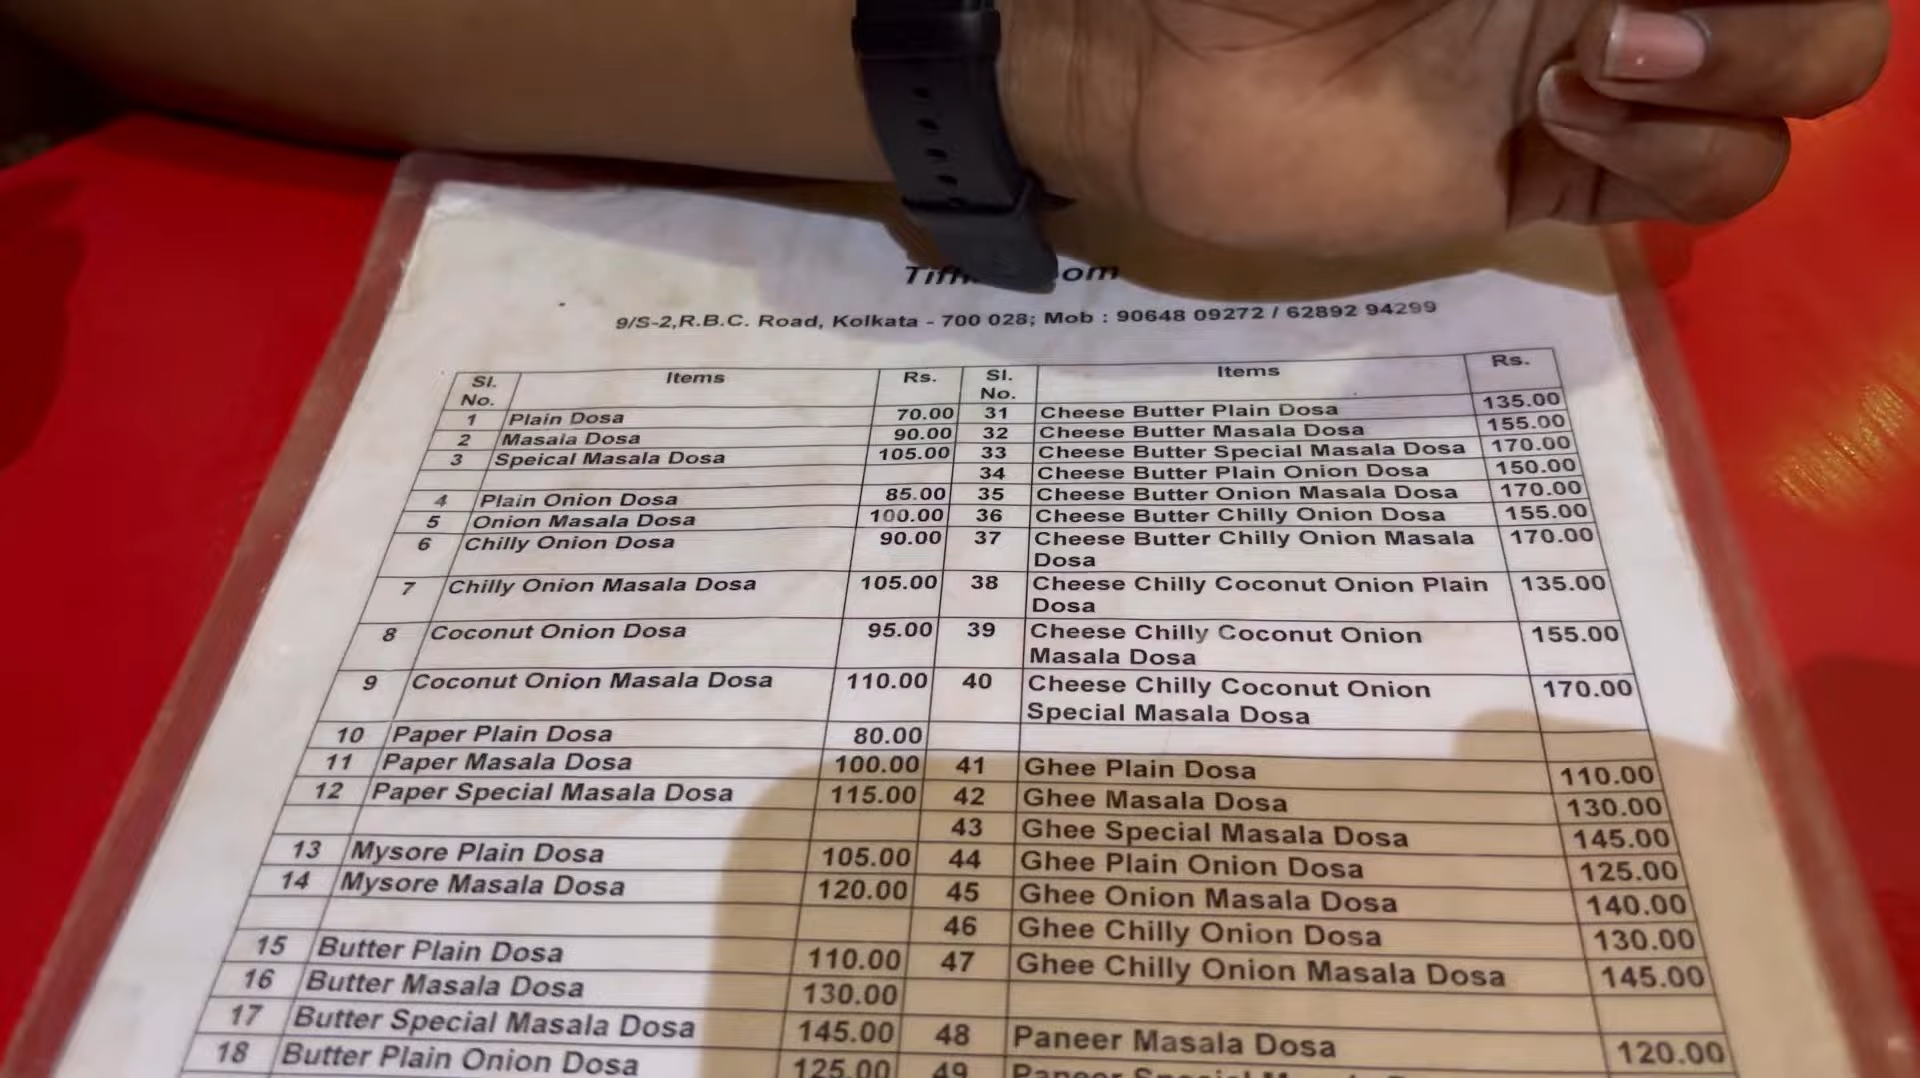 9/S-2,R.B.C. Road, Kolkata - 700 028; Mob : 90648 09272 / 62892 94299
Sl. No. Items Rs. Sl. No. Items Rs.
1 Plain Dosa 70.00 31 Cheese Butter Plain Dosa 135.00
2 Masala Dosa 90.00 32 Cheese Butter Masala Dosa 155.00
3 Speical Masala Dosa 105.00 33 Cheese Butter Special Masala Dosa 170.00
34 Cheese Butter Plain Onion Dosa 150.00
4 Plain Onion Dosa 85.00 35 Cheese Butter Onion Masala Dosa 170.00
5 Onion Masala Dosa 100.00 36 Cheese Butter Chilly Onion Dosa 155.00
6 Chilly Onion Dosa 90.00 37 Cheese Butter Chilly Onion Masala 170.00
Dosa
7 Chilly Onion Masala Dosa 105.00 38 Cheese Chilly Coconut Onion Plain 135.00
Dosa
8 Coconut Onion Dosa 95.00 39 Cheese Chilly Coconut Onion 155.00
Masala Dosa
9 Coconut Onion Masala Dosa 110.00 40 Cheese Chilly Coconut Onion 170.00
Special Masala Dosa
10 Paper Plain Dosa 80.00
11 Paper Masala Dosa 100.00 41 Ghee Plain Dosa 110.00
12 Paper Special Masala Dosa 115.00 42 Ghee Masala Dosa 130.00
43 Ghee Special Masala Dosa 145.00
13 Mysore Plain Dosa 105.00 44 Ghee Plain Onion Dosa 125.00
14 Mysore Masala Dosa 120.00 45 Ghee Onion Masala Dosa 140.00
46 Ghee Chilly Onion Dosa 130.00
15 Butter Plain Dosa 110.00 47 Ghee Chilly Onion Masala Dosa 145.00
16 Butter Masala Dosa 130.00
17 Butter Special Masala Dosa 145.00 48 Paneer Masala Dosa 120.00
18 Butter Plain Onion Dosa 125.00 49